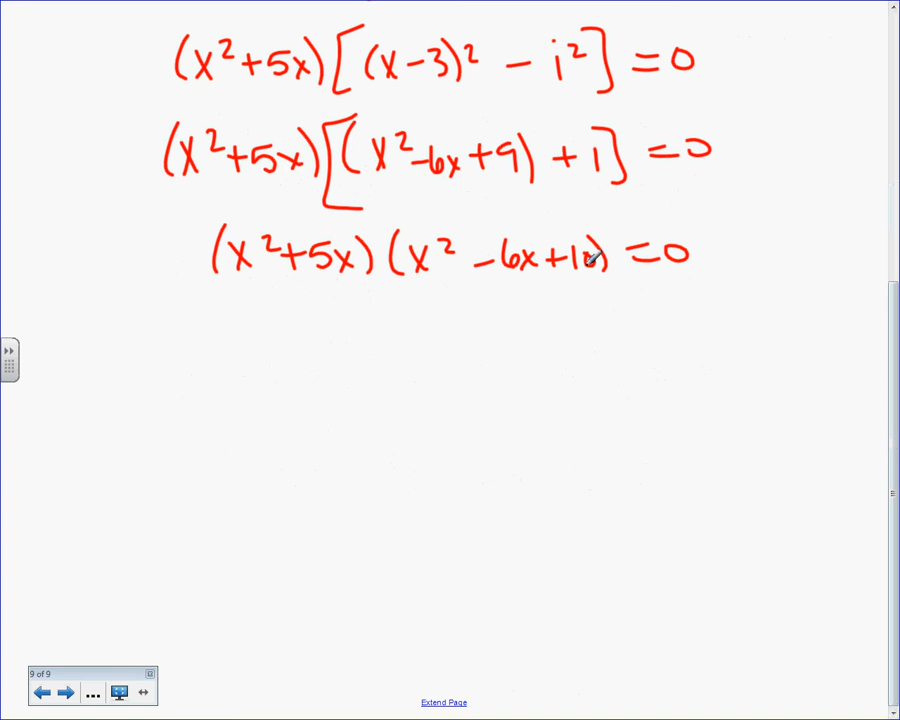 (x²+5x)[(x-3)² - i²] = 0
(x²+5x)[(x²-6x+9) + 1] = 0
(x²+5x)(x² - 6x+10) = 0
9 of 9
...
Extend Page